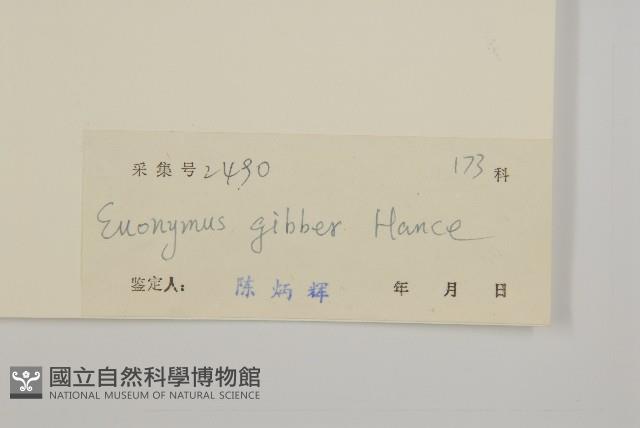 采集号 2490 173 科
Euonymus gibber Hance
鉴定人： 陈炳辉 年 月 日
國立自然科學博物館
NATIONAL MUSEUM OF NATURAL SCIENCE